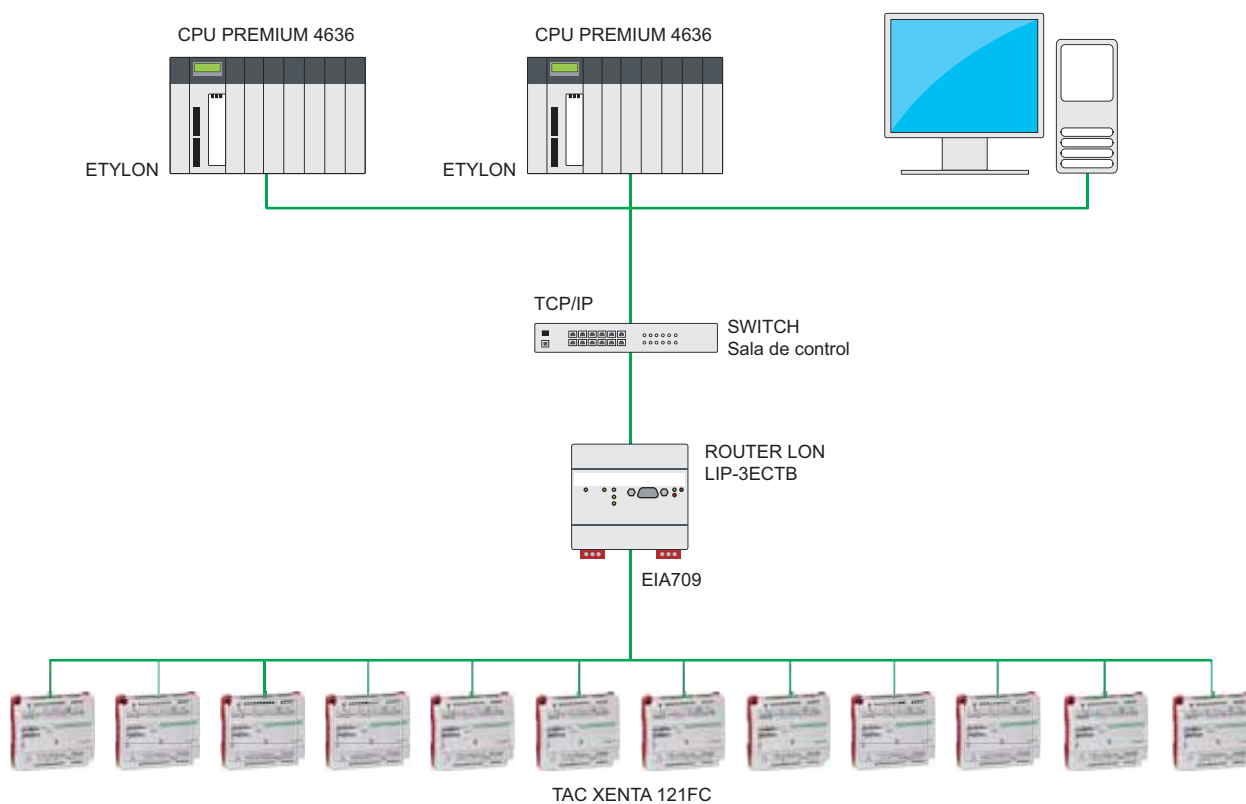 CPU PREMIUM 4636
CPU PREMIUM 4636
ETYLON
ETYLON
TCP/IP
SWITCH
Sala de control
ROUTER LON
LIP-3ECTB
EIA709
TAC XENTA 121FC